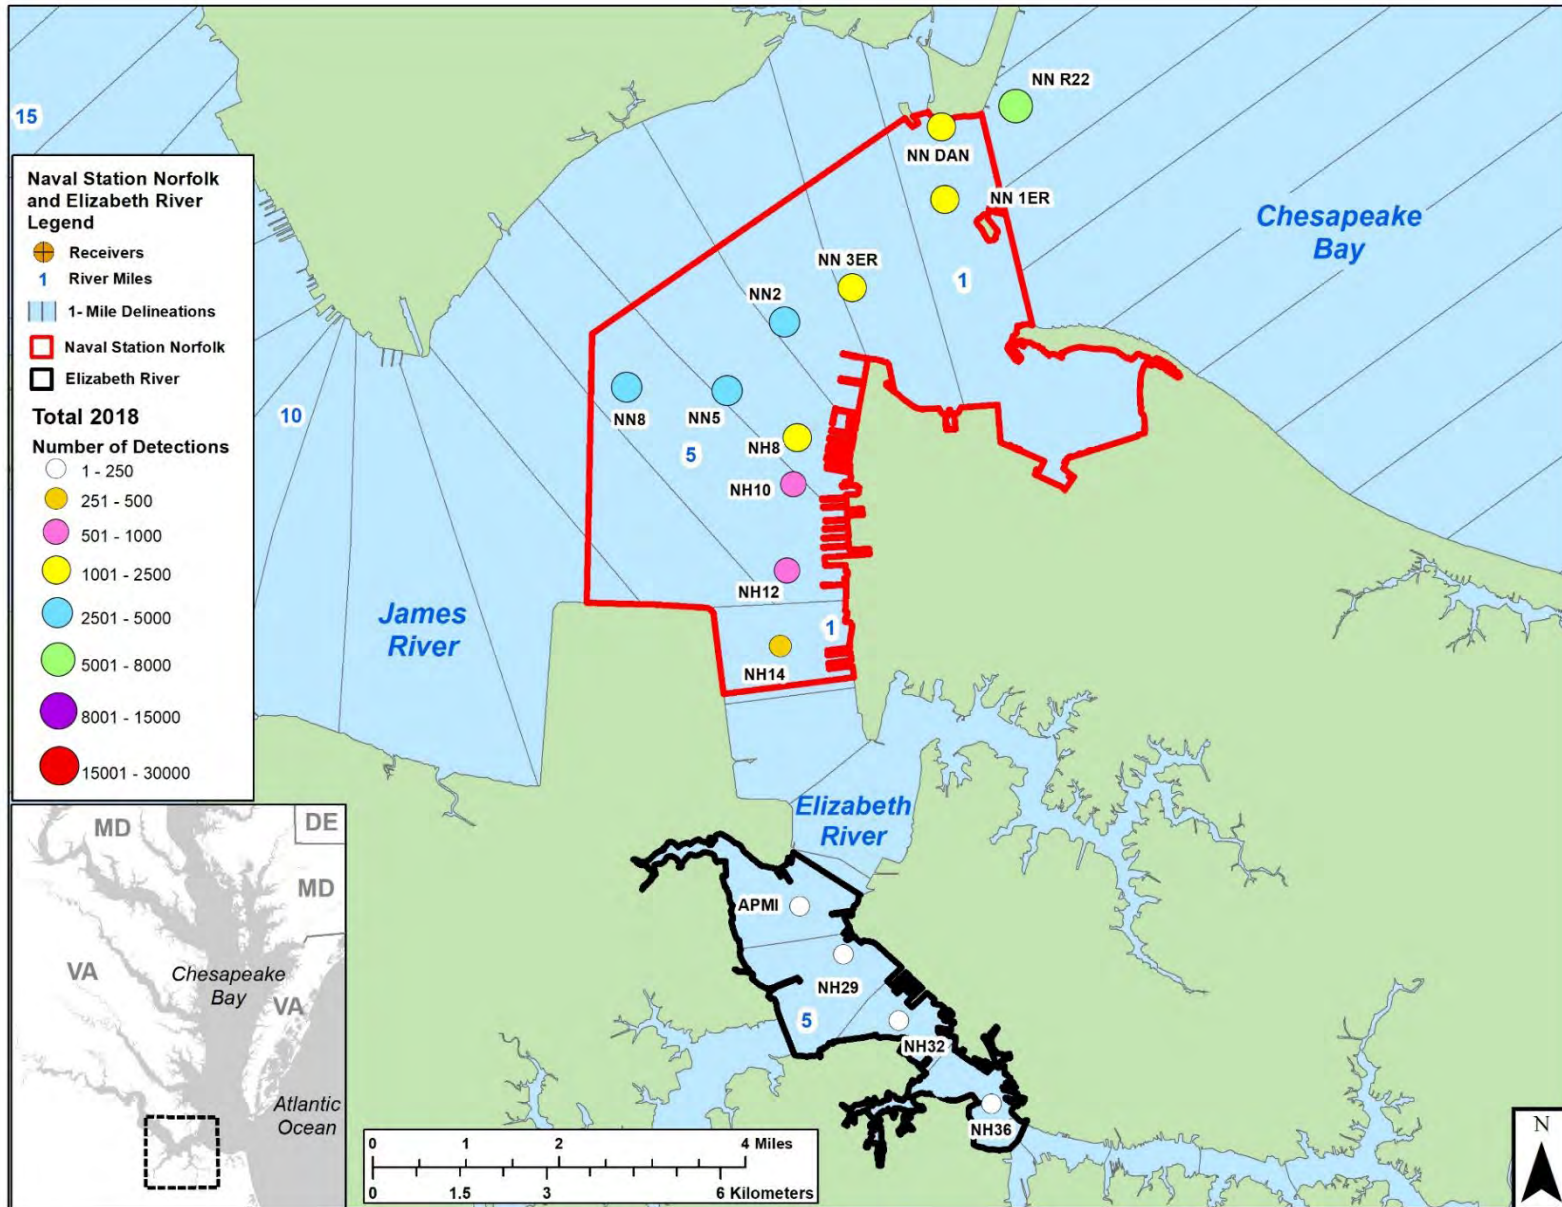 15
NN R22
NN DAN
NN 1ER
Chesapeake
Bay
NN 3ER
1
NN2
NN8
NN5
10
5
NH8
NH10
NH12
1
NH14
James
River
Elizabeth
River
APMI
NH29
5
NH32
NH36
Naval Station Norfolk
and Elizabeth River
Legend
Receivers
1 River Miles
1- Mile Delineations
Naval Station Norfolk
Elizabeth River
Total 2018
Number of Detections
1 - 250
251 - 500
501 - 1000
1001 - 2500
2501 - 5000
5001 - 8000
8001 - 15000
15001 - 30000
MD
DE
MD
VA
Chesapeake
Bay
VA
Atlantic
Ocean
0 1 2 4 Miles
0 1.5 3 6 Kilometers
N